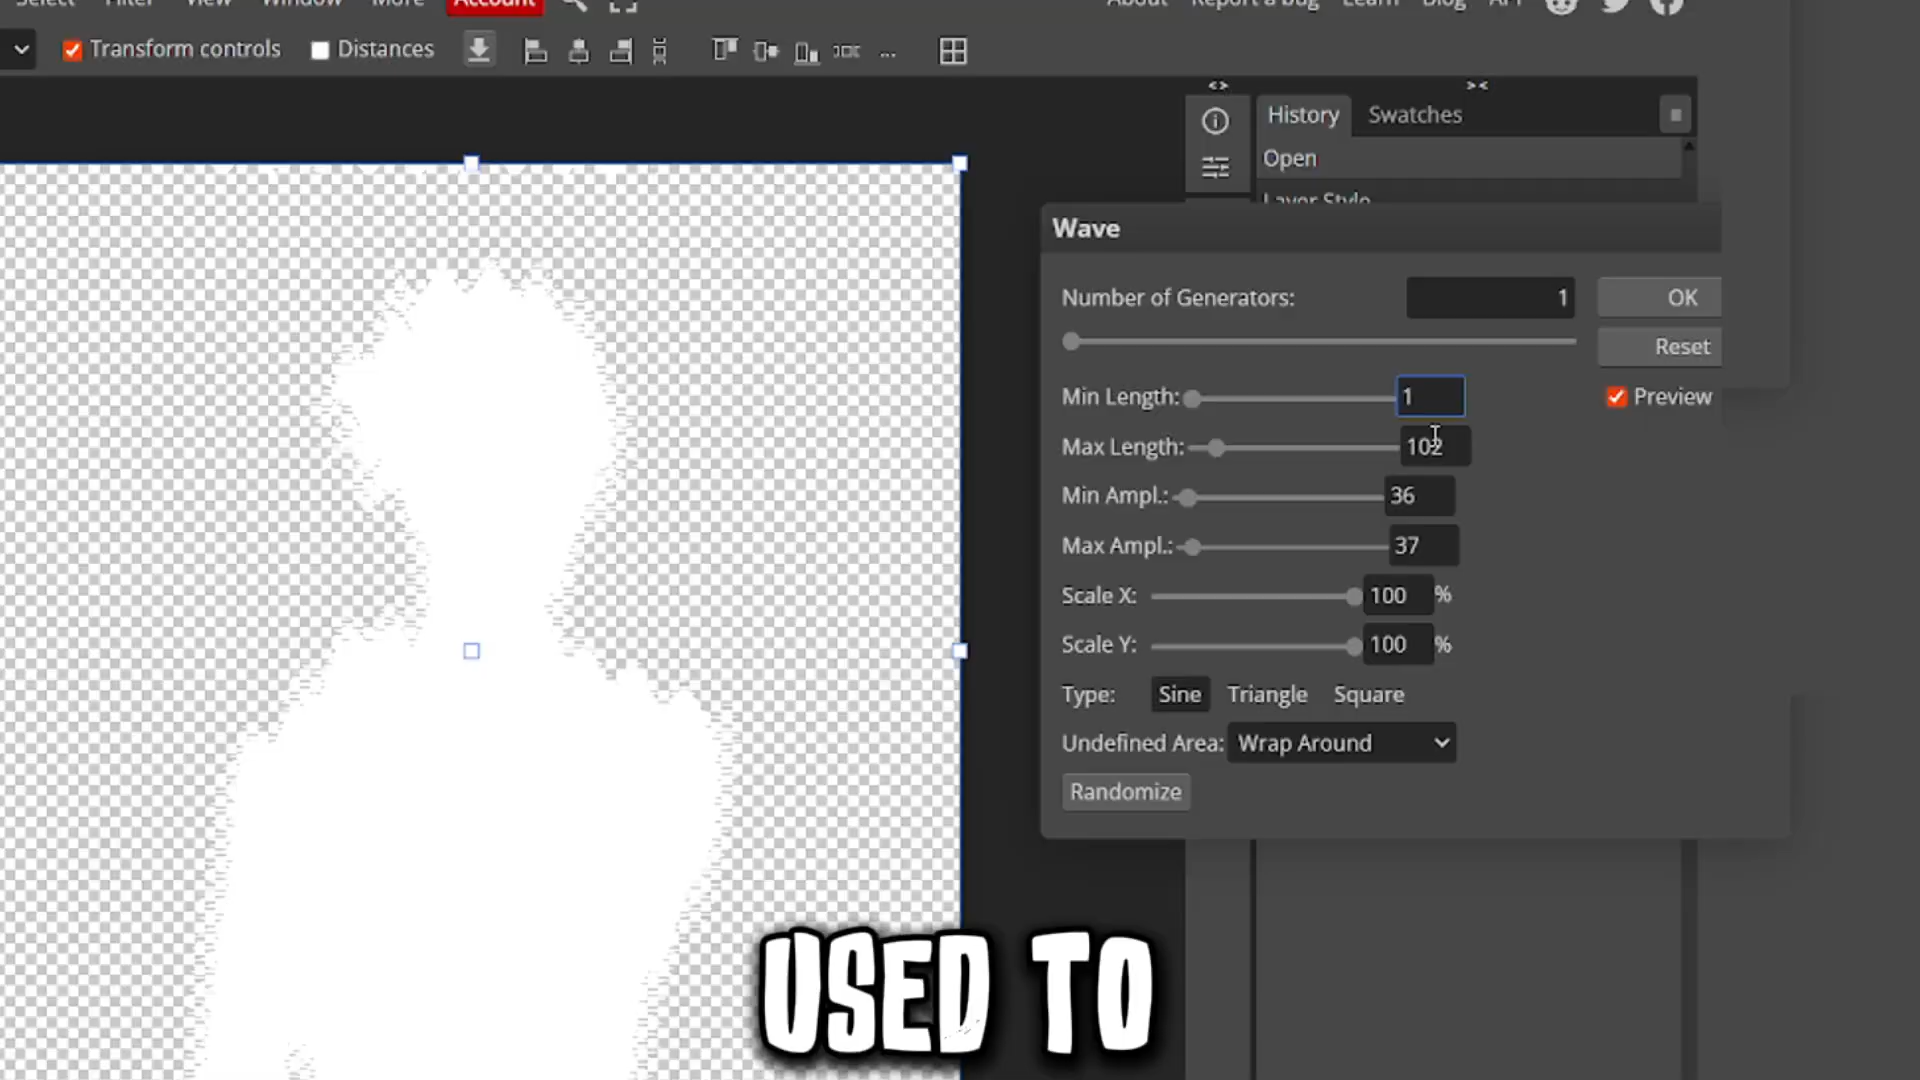 Select Filter View Window More Account About Report a bug Learn Blog API
Transform controls Distances ...
History Swatches
Open
Layer Style
Wave
Number of Generators: 1 OK
Reset
Min Length: 1 Preview
Max Length: 102
Min Ampl.: 36
Max Ampl.: 37
Scale X: 100 %
Scale Y: 100 %
Type: Sine Triangle Square
Undefined Area: Wrap Around
Randomize
USED TO